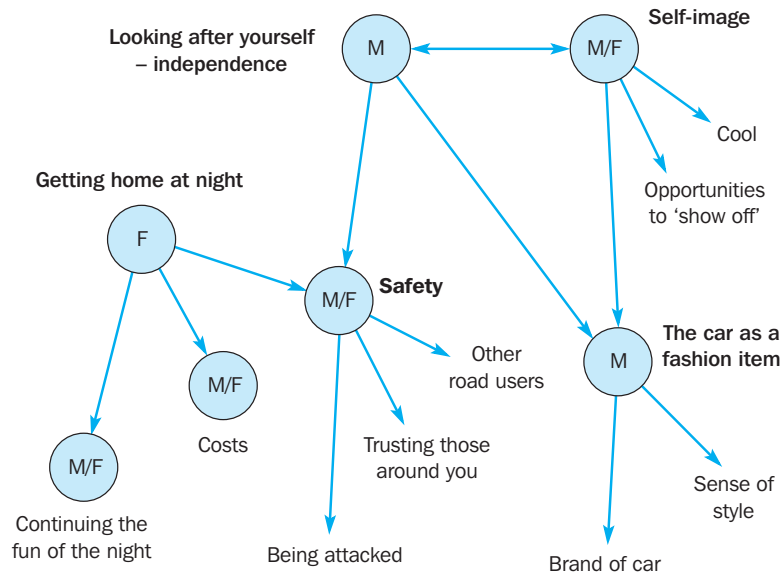 Self-image
Looking after yourself
– independence
M
M/F
Cool
Opportunities
to ‘show off’
Getting home at night
F
M/F
Safety
The car as a
fashion item
M
Other
road users
M/F
Costs
Trusting those
around you
M/F
Sense of
style
Continuing the
fun of the night
Being attacked
Brand of car